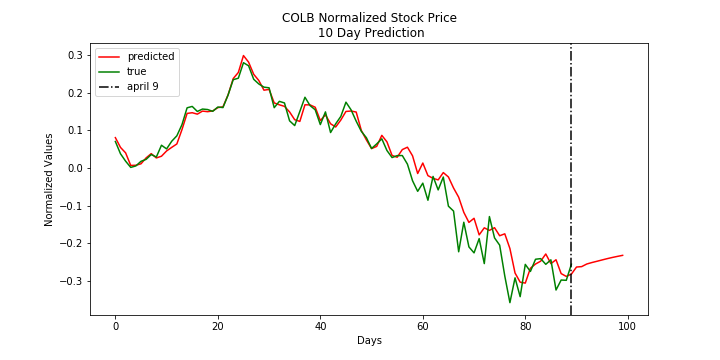 COLB Normalized Stock Price
10 Day Prediction
predicted
true
april 9
Normalized Values
0.3
0.2
0.1
0.0
−0.1
−0.2
−0.3
0
20
40
60
80
100
Days